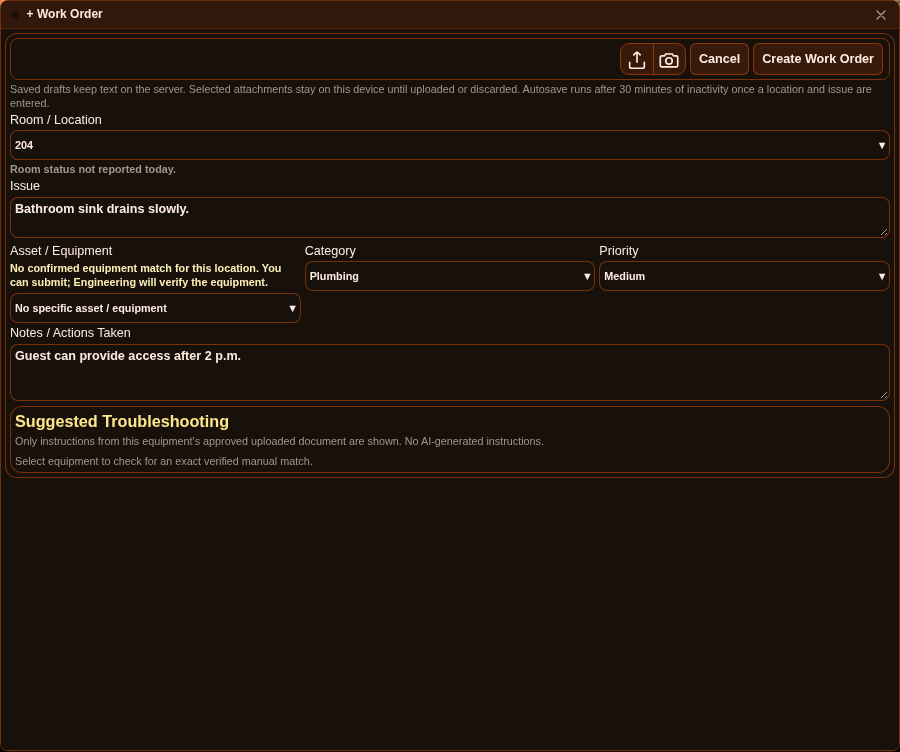 + Work Order
Cancel
Create Work Order
Saved drafts keep text on the server. Selected attachments stay on this device until uploaded or discarded. Autosave runs after 30 minutes of inactivity once a location and issue are
entered.
Room / Location
204
Room status not reported today.
Issue
Bathroom sink drains slowly.
Asset / Equipment
No confirmed equipment match for this location. You
can submit; Engineering will verify the equipment.
No specific asset / equipment
Category
Plumbing
Priority
Medium
Notes / Actions Taken
Guest can provide access after 2 p.m.
Suggested Troubleshooting
Only instructions from this equipment's approved uploaded document are shown. No AI-generated instructions.
Select equipment to check for an exact verified manual match.